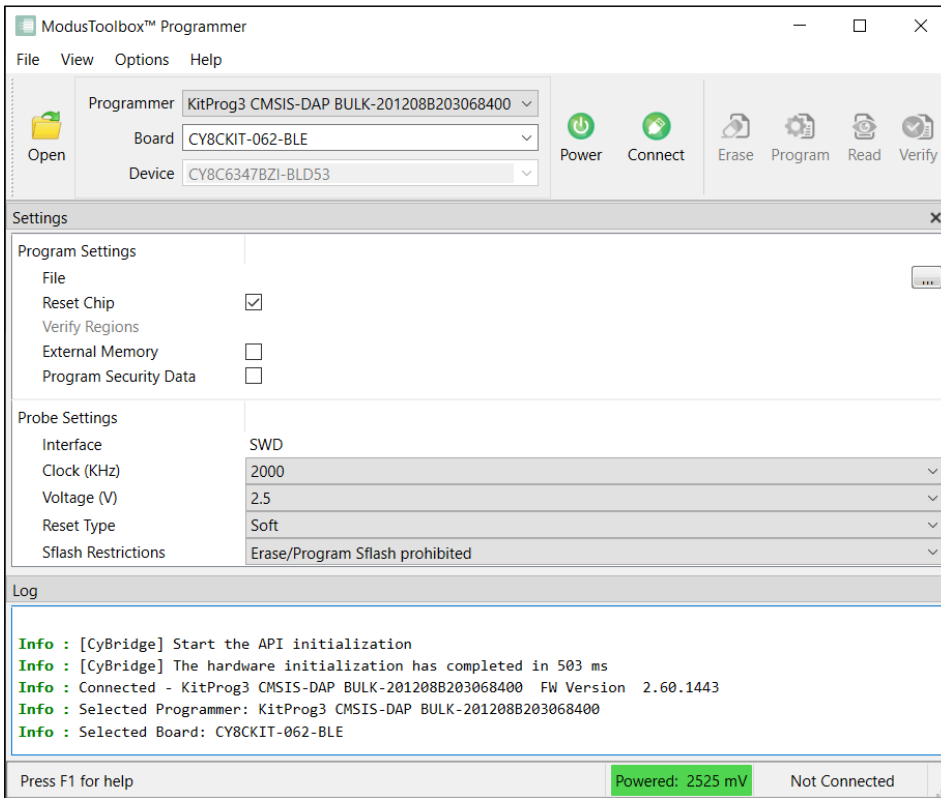 ModusToolbox™ Programmer
File View Options Help
Open
Programmer KitProg3 CMSIS-DAP BULK-201208B203068400
Board CY8CKIT-062-BLE
Device CY8C6347BZI-BLD53
Power Connect Erase Program Read Verify
Settings
Program Settings
File ...
Reset Chip
Verify Regions
External Memory
Program Security Data
Probe Settings
Interface SWD
Clock (KHz) 2000
Voltage (V) 2.5
Reset Type Soft
Sflash Restrictions Erase/Program Sflash prohibited
Log
Info : [CyBridge] Start the API initialization
Info : [CyBridge] The hardware initialization has completed in 503 ms
Info : Connected - KitProg3 CMSIS-DAP BULK-201208B203068400 FW Version 2.60.1443
Info : Selected Programmer: KitProg3 CMSIS-DAP BULK-201208B203068400
Info : Selected Board: CY8CKIT-062-BLE
Press F1 for help Powered: 2525 mV Not Connected